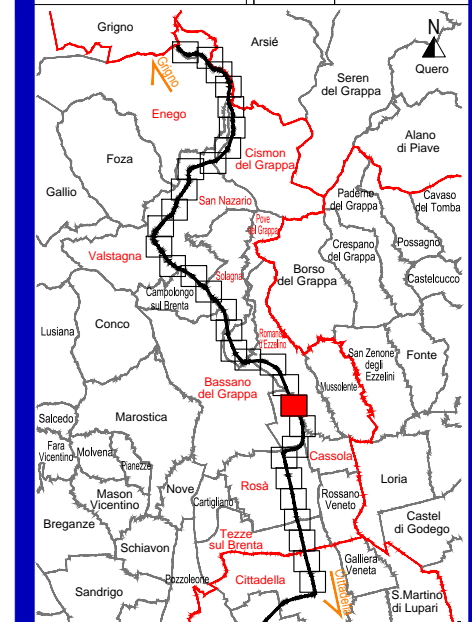 Grigno
Arsié
N
Quero
Seren
del Grappa
Grigno
Enego
Alano
di Piave
Foza
Cismon
del Grappa
Gallio
San Nazario
Paderno
del Grappa
Cavaso
del Tomba
Pove
del Grappa
Crespano
del Grappa
Possagno
Valstagna
Solagna
Borso
del Grappa
Castelcucco
Campolongo
sul Brenta
Lusiana
Conco
Romano
d'Ezzelino
San Zenone
degli
Ezzelini
Fonte
Bassano
del Grappa
Mussolente
Salcedo
Marostica
Fara
Vicentino
Molvena
Pianezze
Cassola
Loria
Mason
Vicentino
Nove
Rosà
Rossano
Veneto
Cartigliano
Breganze
Castel
di Godego
Schiavon
Tezze
sul Brenta
Galliera
Veneta
Pozzoleone
Cittadella
Cittadella
Sandrigo
S.Martino
di Lupari